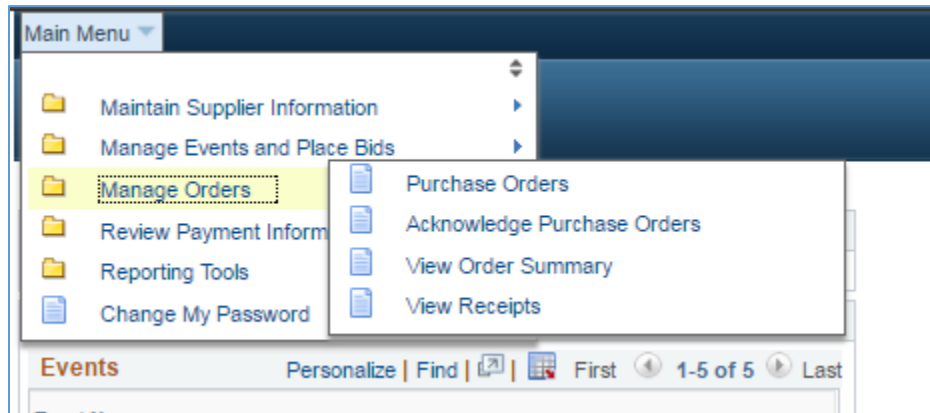 Main Menu
Maintain Supplier Information
Manage Events and Place Bids
Manage Orders
Purchase Orders
Acknowledge Purchase Orders
Review Payment Inform
View Order Summary
Reporting Tools
View Receipts
Change My Password
Events Personalize | Find | | First 1-5 of 5 Last